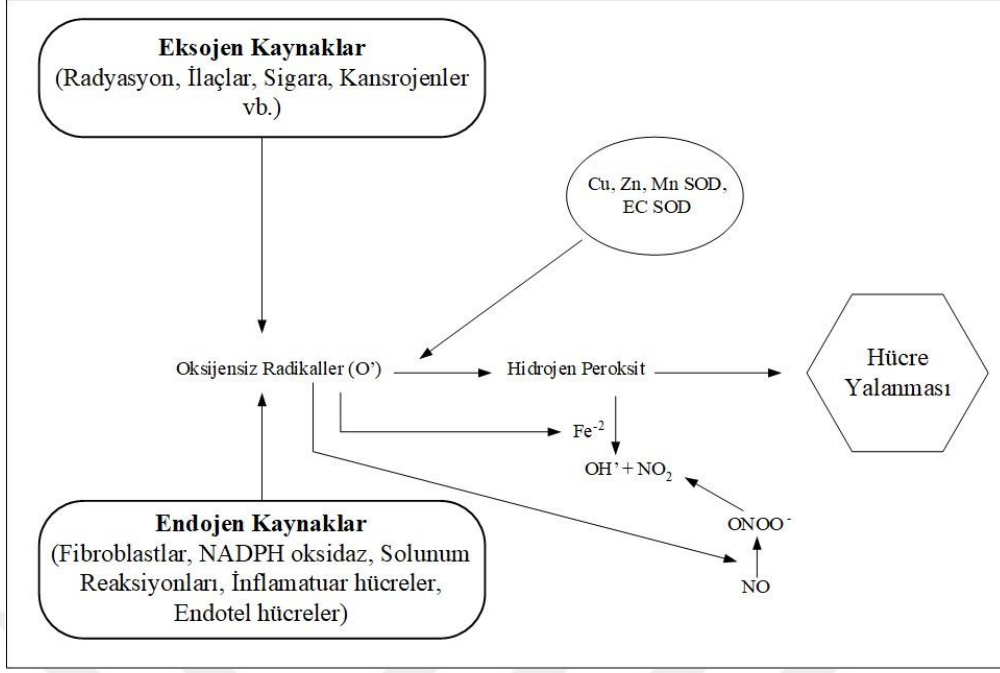 Eksojen Kaynaklar
(Radyasyon, İlaçlar, Sigara, Kansrojenler
vb.)
Cu, Zn, Mn SOD,
EC SOD
Oksijensiz Radikaller (O’)
Hidrojen Peroksit
Hücre
Yalanması
Fe⁻²
OH’ + NO₂
ONOO⁻
NO
Endojen Kaynaklar
(Fibroblastlar, NADPH oksidaz, Solunum
Reaksiyonları, İnflamatuar hücreler,
Endotel hücreler)